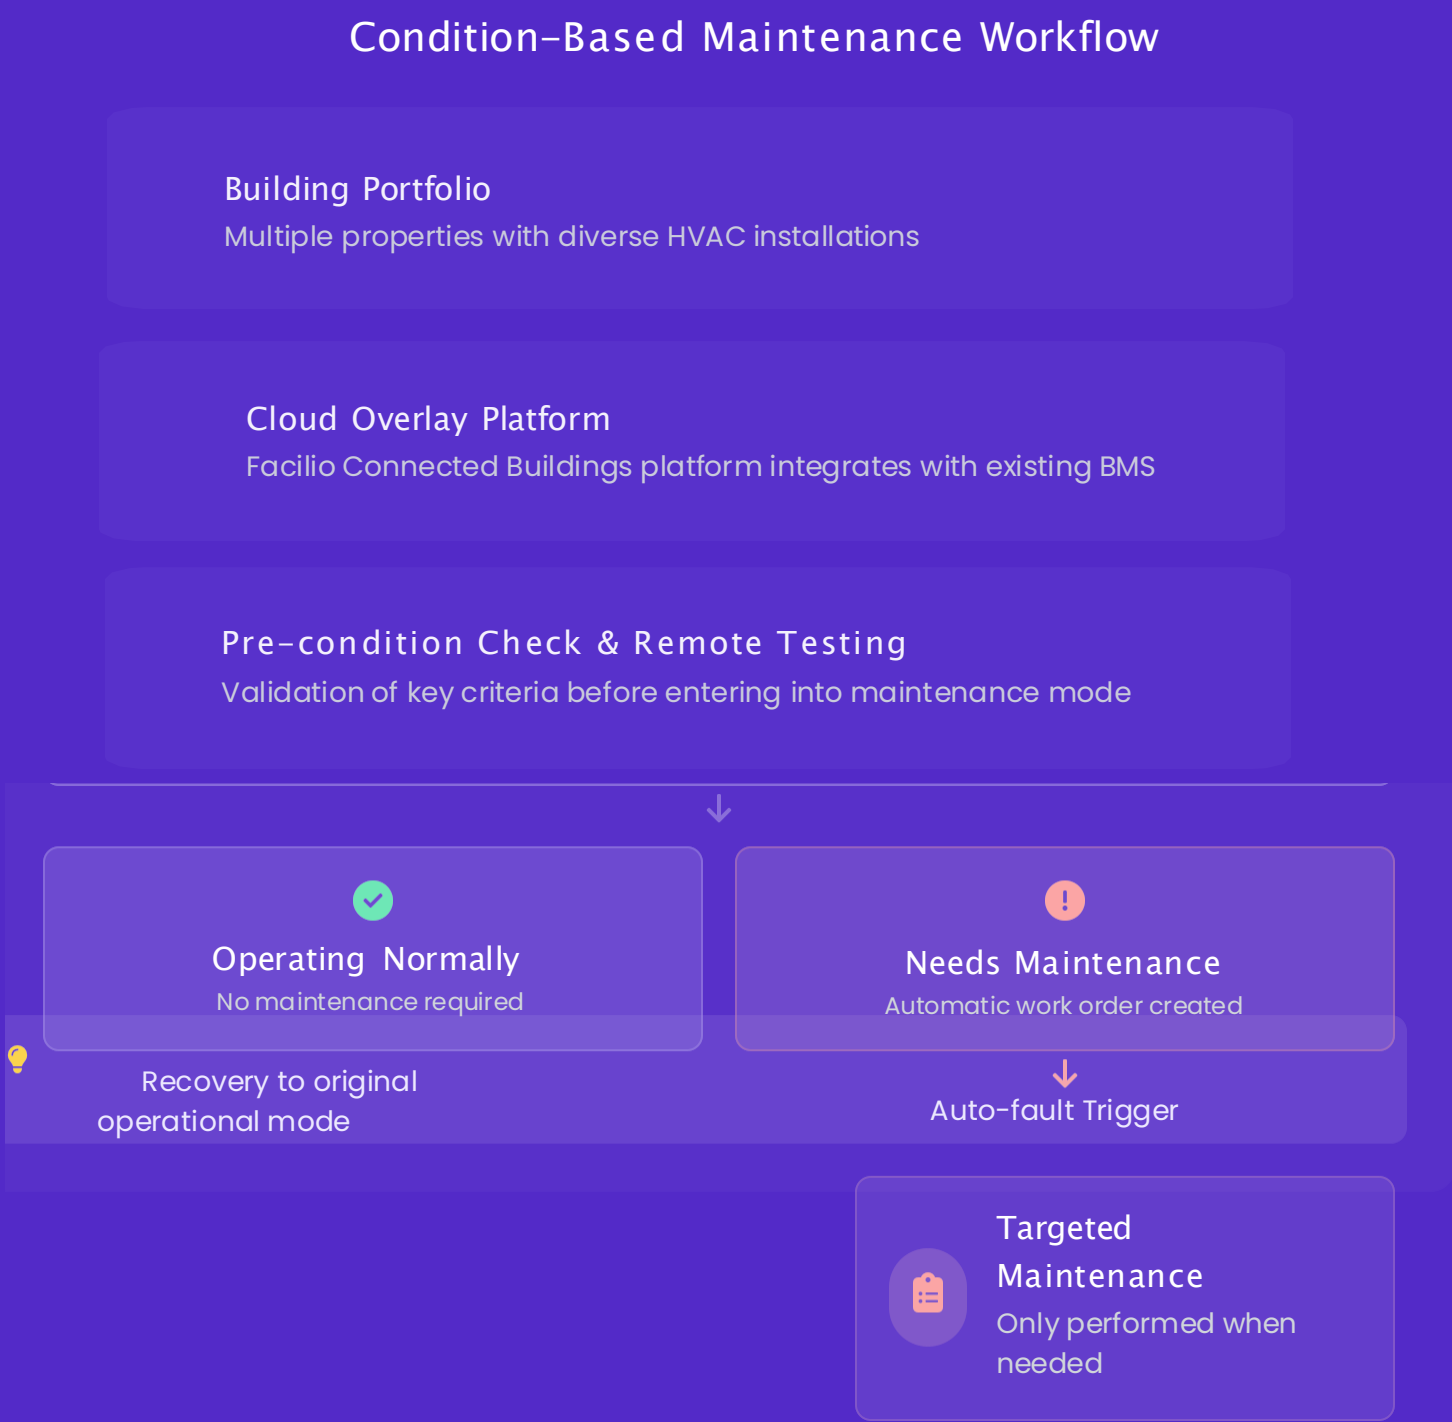 Condition-Based Maintenance Workflow
Building Portfolio
Multiple properties with diverse HVAC installations
Cloud Overlay Platform
Facilio Connected Buildings platform integrates with existing BMS
Pre-condition Check & Remote Testing
Validation of key criteria before entering into maintenance mode
Operating Normally
No maintenance required
Needs Maintenance
Automatic work order created
Recovery to original
operational mode
Auto-fault Trigger
Targeted
Maintenance
Only performed when
needed